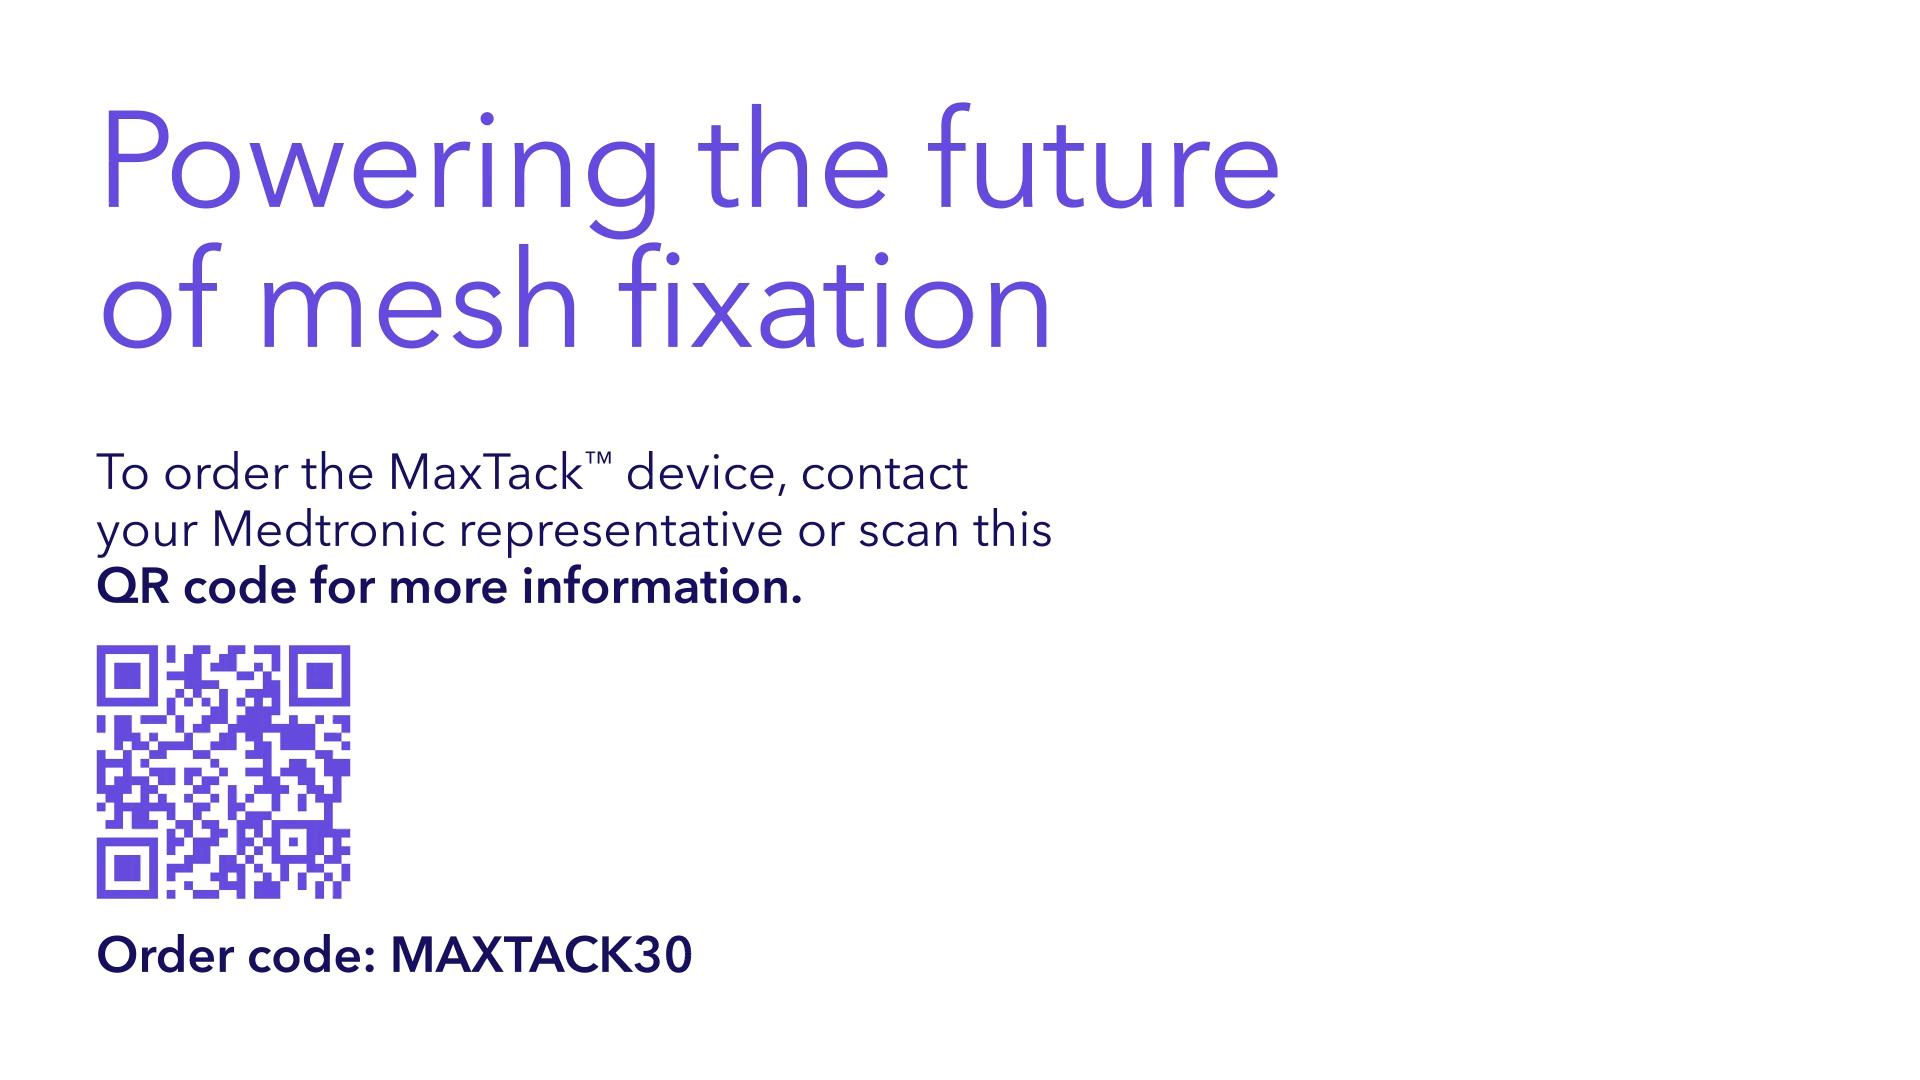 Powering the future
of mesh fixation
To order the MaxTack™ device, contact
your Medtronic representative or scan this
QR code for more information.
Order code: MAXTACK30